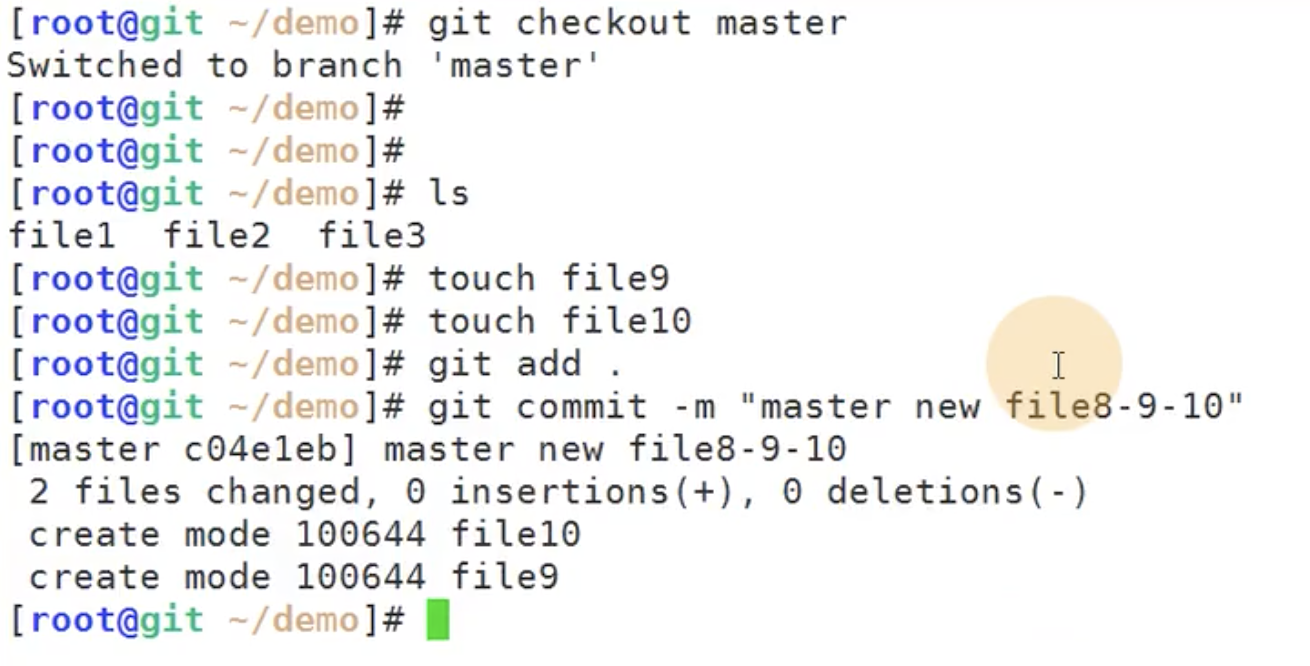 [root@git ~/demo]# git checkout master
Switched to branch 'master'
[root@git ~/demo]#
[root@git ~/demo]#
[root@git ~/demo]# ls
file1  file2  file3
[root@git ~/demo]# touch file9
[root@git ~/demo]# touch file10
[root@git ~/demo]# git add .
[root@git ~/demo]# git commit -m "master new file8-9-10"
[master c04e1eb] master new file8-9-10
 2 files changed, 0 insertions(+), 0 deletions(-)
 create mode 100644 file10
 create mode 100644 file9
[root@git ~/demo]#